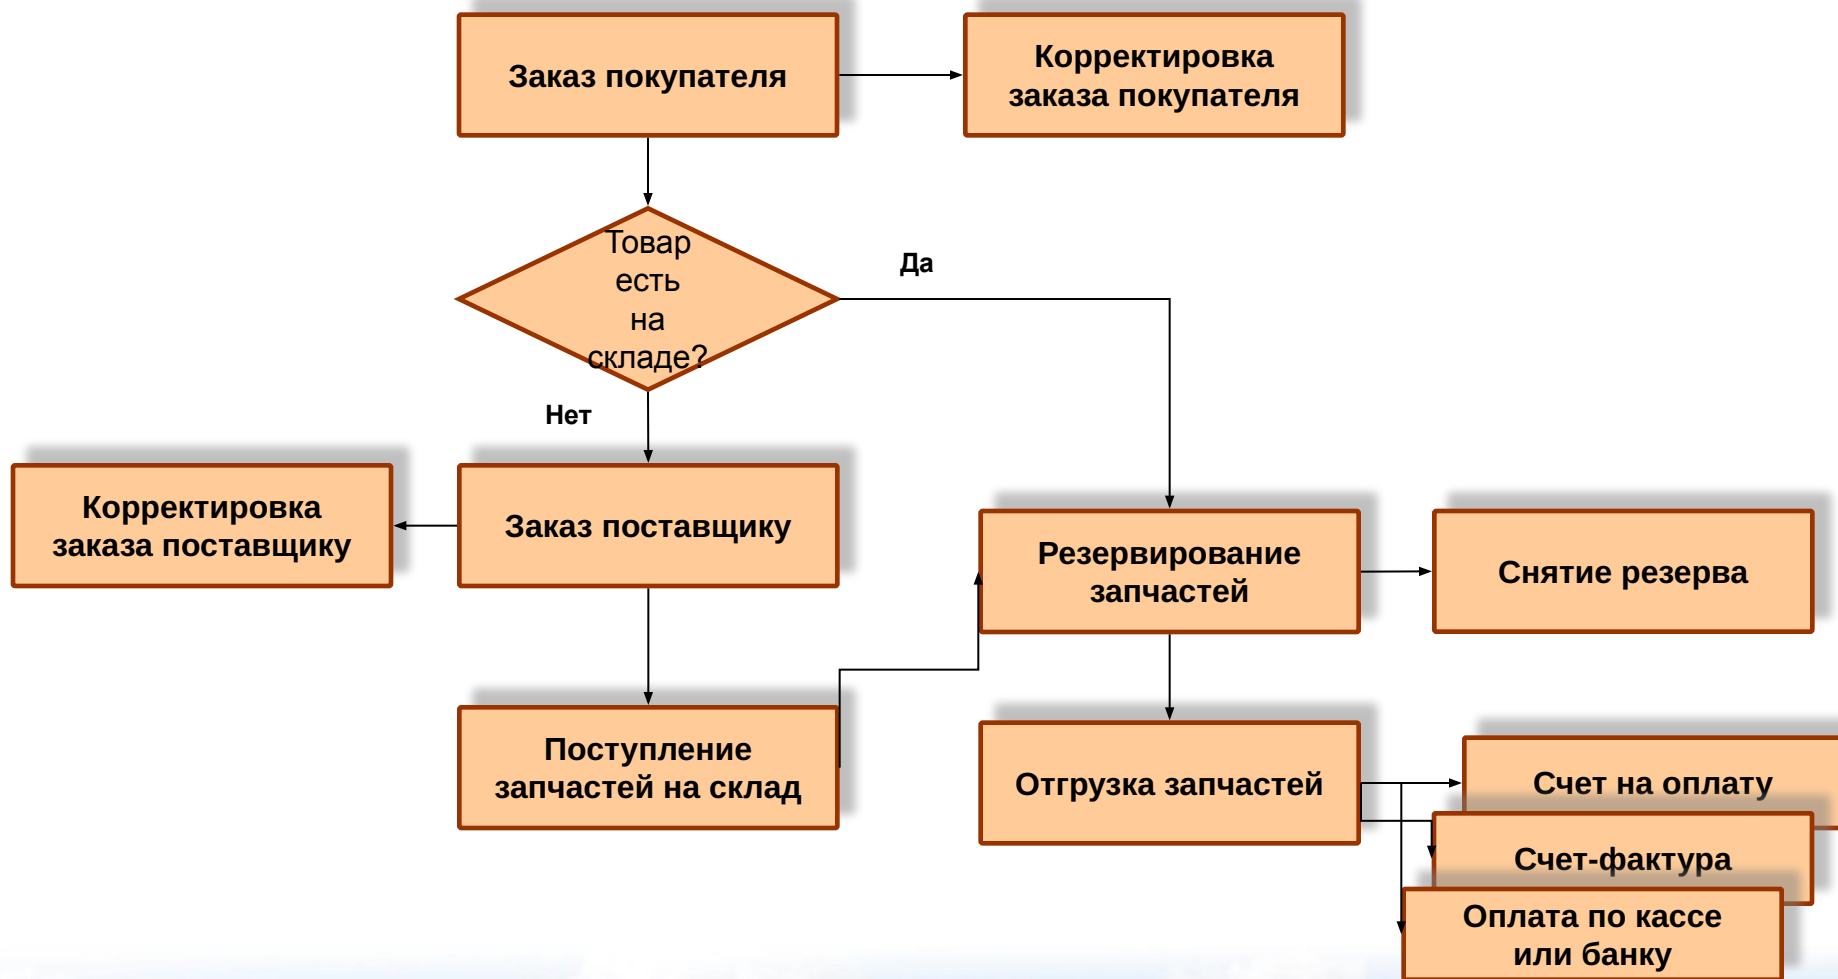 Заказ покупателя
Корректировка
заказа покупателя
Товар
есть
на
складе?
Да
Нет
Корректировка
заказа поставщику
Заказ поставщику
Резервирование
запчастей
Снятие резерва
Поступление
запчастей на склад
Отгрузка запчастей
Счет на оплату
Счет-фактура
Оплата по кассе
или банку